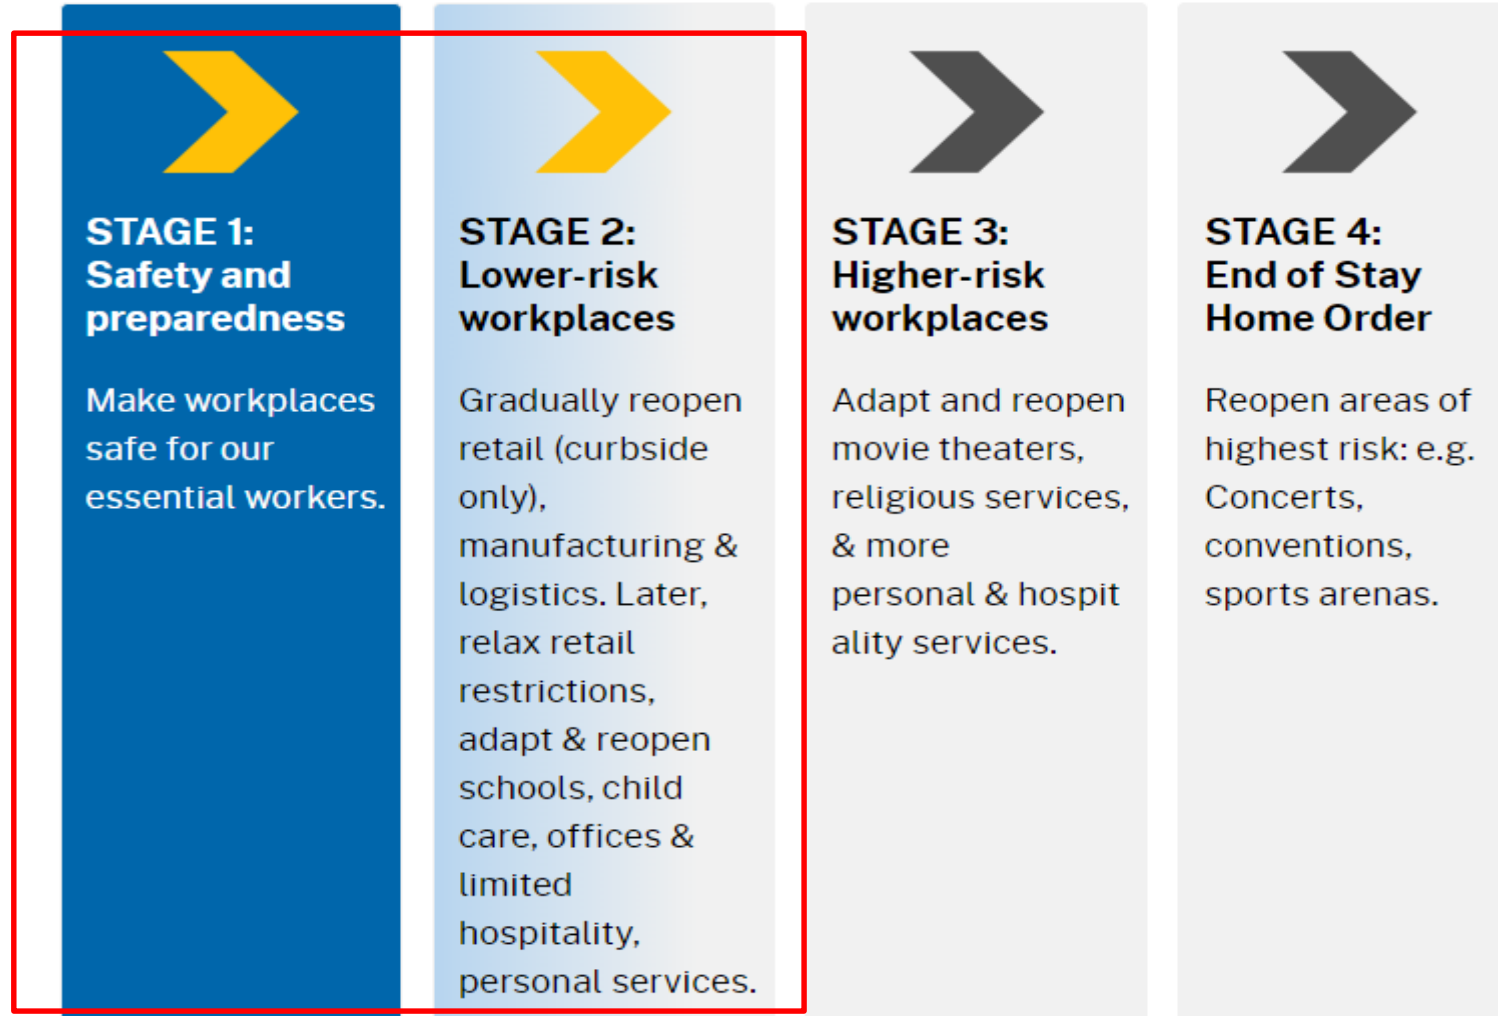 STAGE 1:
Safety and
preparedness
Make workplaces
safe for our
essential workers.
STAGE 2:
Lower-risk
workplaces
Gradually reopen
retail (curbside
only),
manufacturing &
logistics. Later,
relax retail
restrictions,
adapt & reopen
schools, child
care, offices &
limited
hospitality,
personal services.
STAGE 3:
Higher-risk
workplaces
Adapt and reopen
movie theaters,
religious services,
& more
personal & hospit
ality services.
STAGE 4:
End of Stay
Home Order
Reopen areas of
highest risk: e.g.
Concerts,
conventions,
sports arenas.